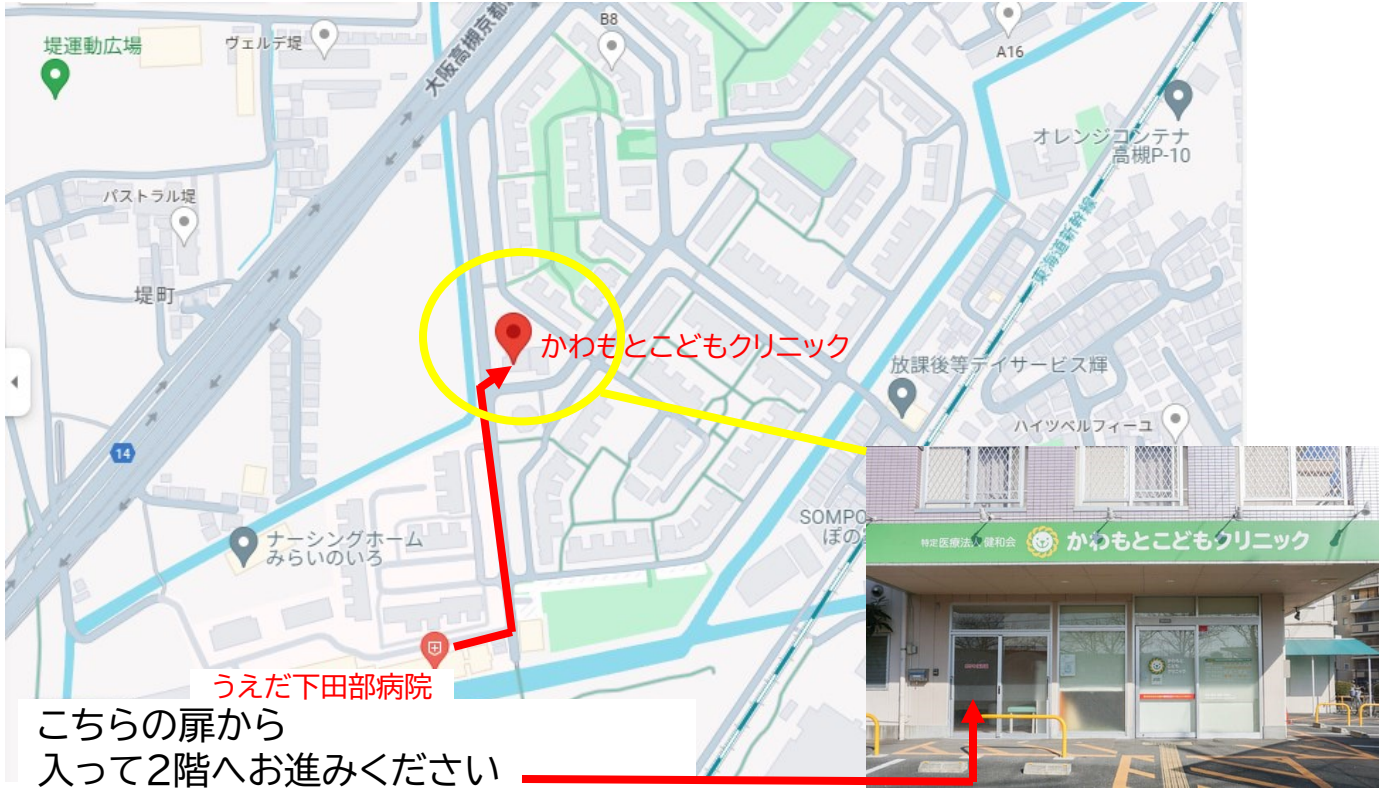 堤運動広場
ヴェルデ堤
大阪高槻京都
B8
A16
オレンジコンテナ
高槻P-10
パストラル堤
堤町
東海道新幹線
かわもとこどもクリニック
放課後等デイサービス輝
ハイツベルフィーユ
14
ナーシングホーム
みらいのいろ
SOMPO
ぽの
特定医療法人 健和会 かわもとこどもクリニック
うえだ下田部病院
こちらの扉から
入って2階へお進みください